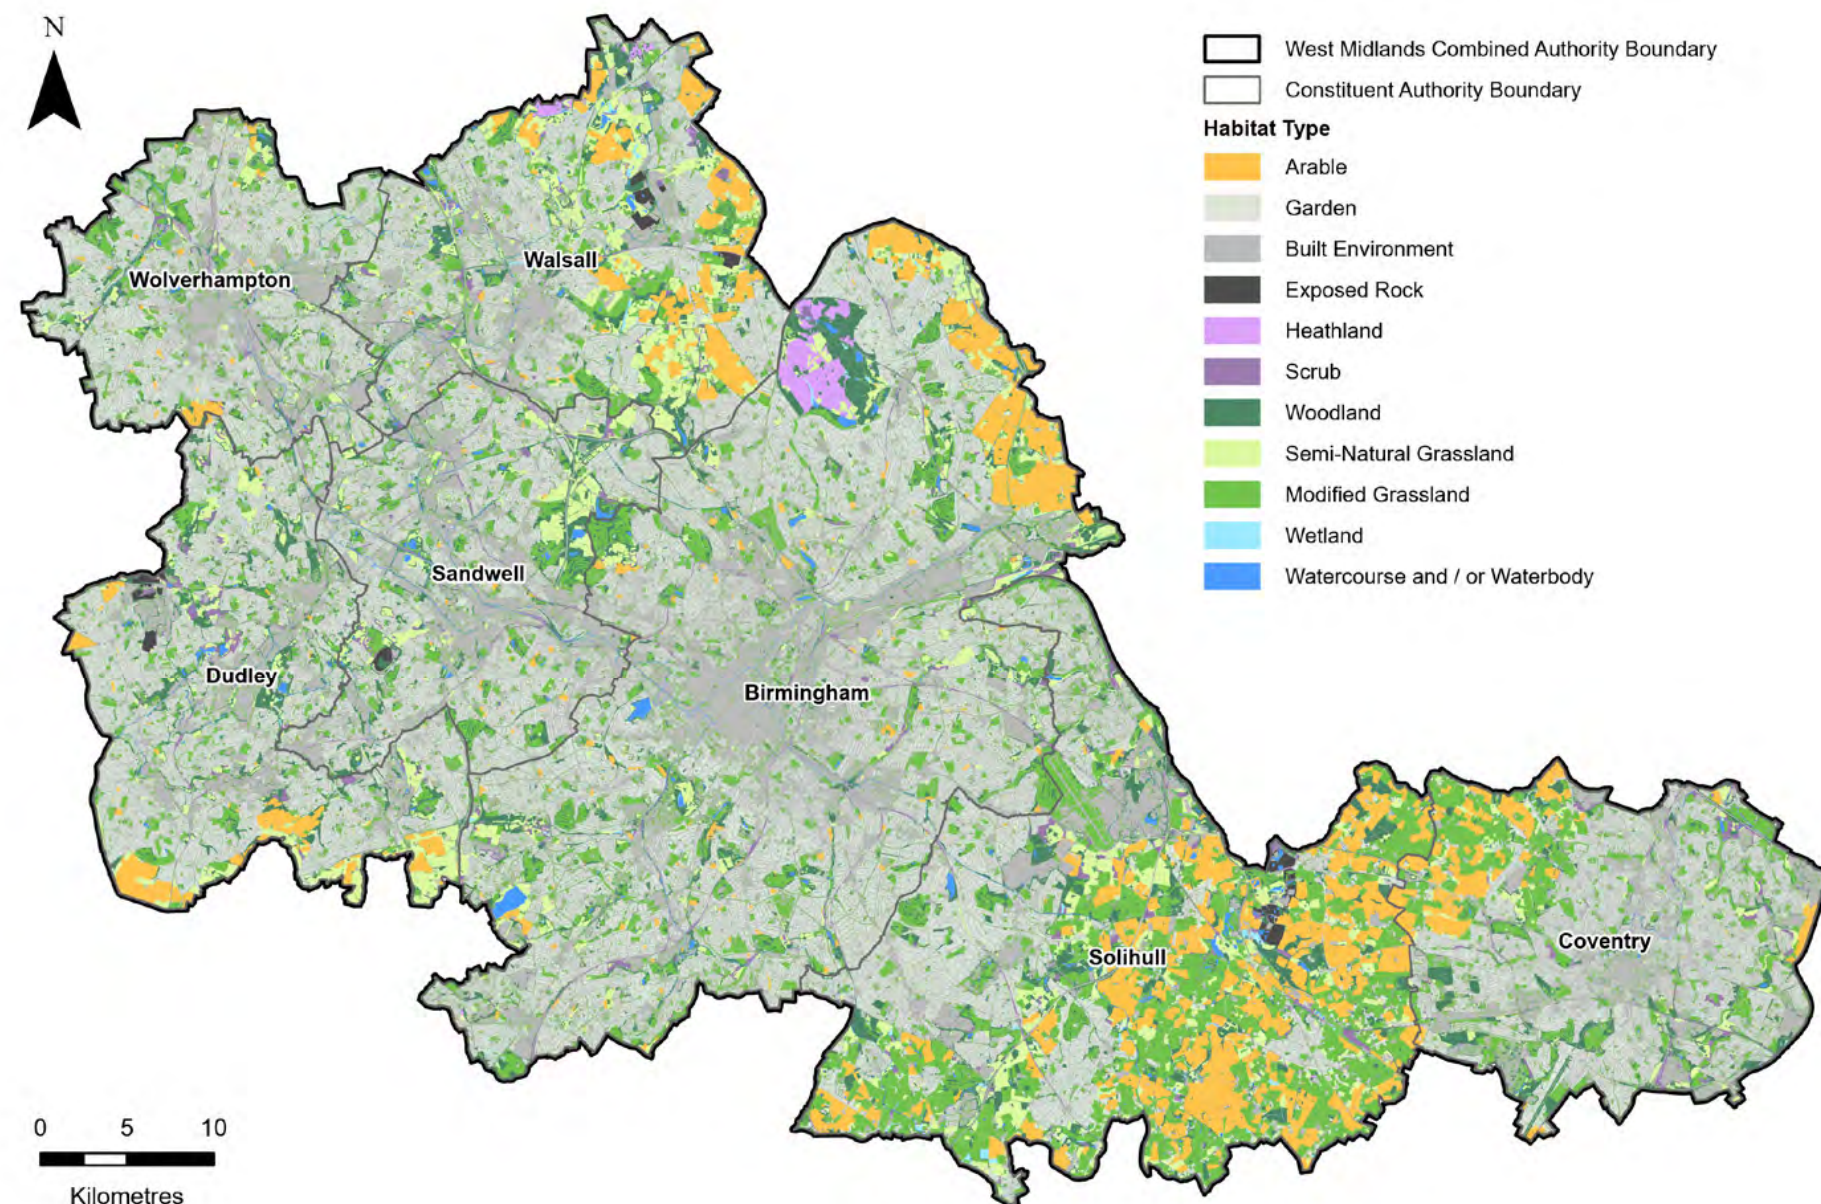 N
West Midlands Combined Authority Boundary
Constituent Authority Boundary
Habitat Type
Arable
Garden
Built Environment
Exposed Rock
Heathland
Scrub
Woodland
Semi-Natural Grassland
Modified Grassland
Wetland
Watercourse and / or Waterbody
Walsall
Wolverhampton
Sandwell
Dudley
Birmingham
Coventry
Solihull
0 5 10
Kilometres